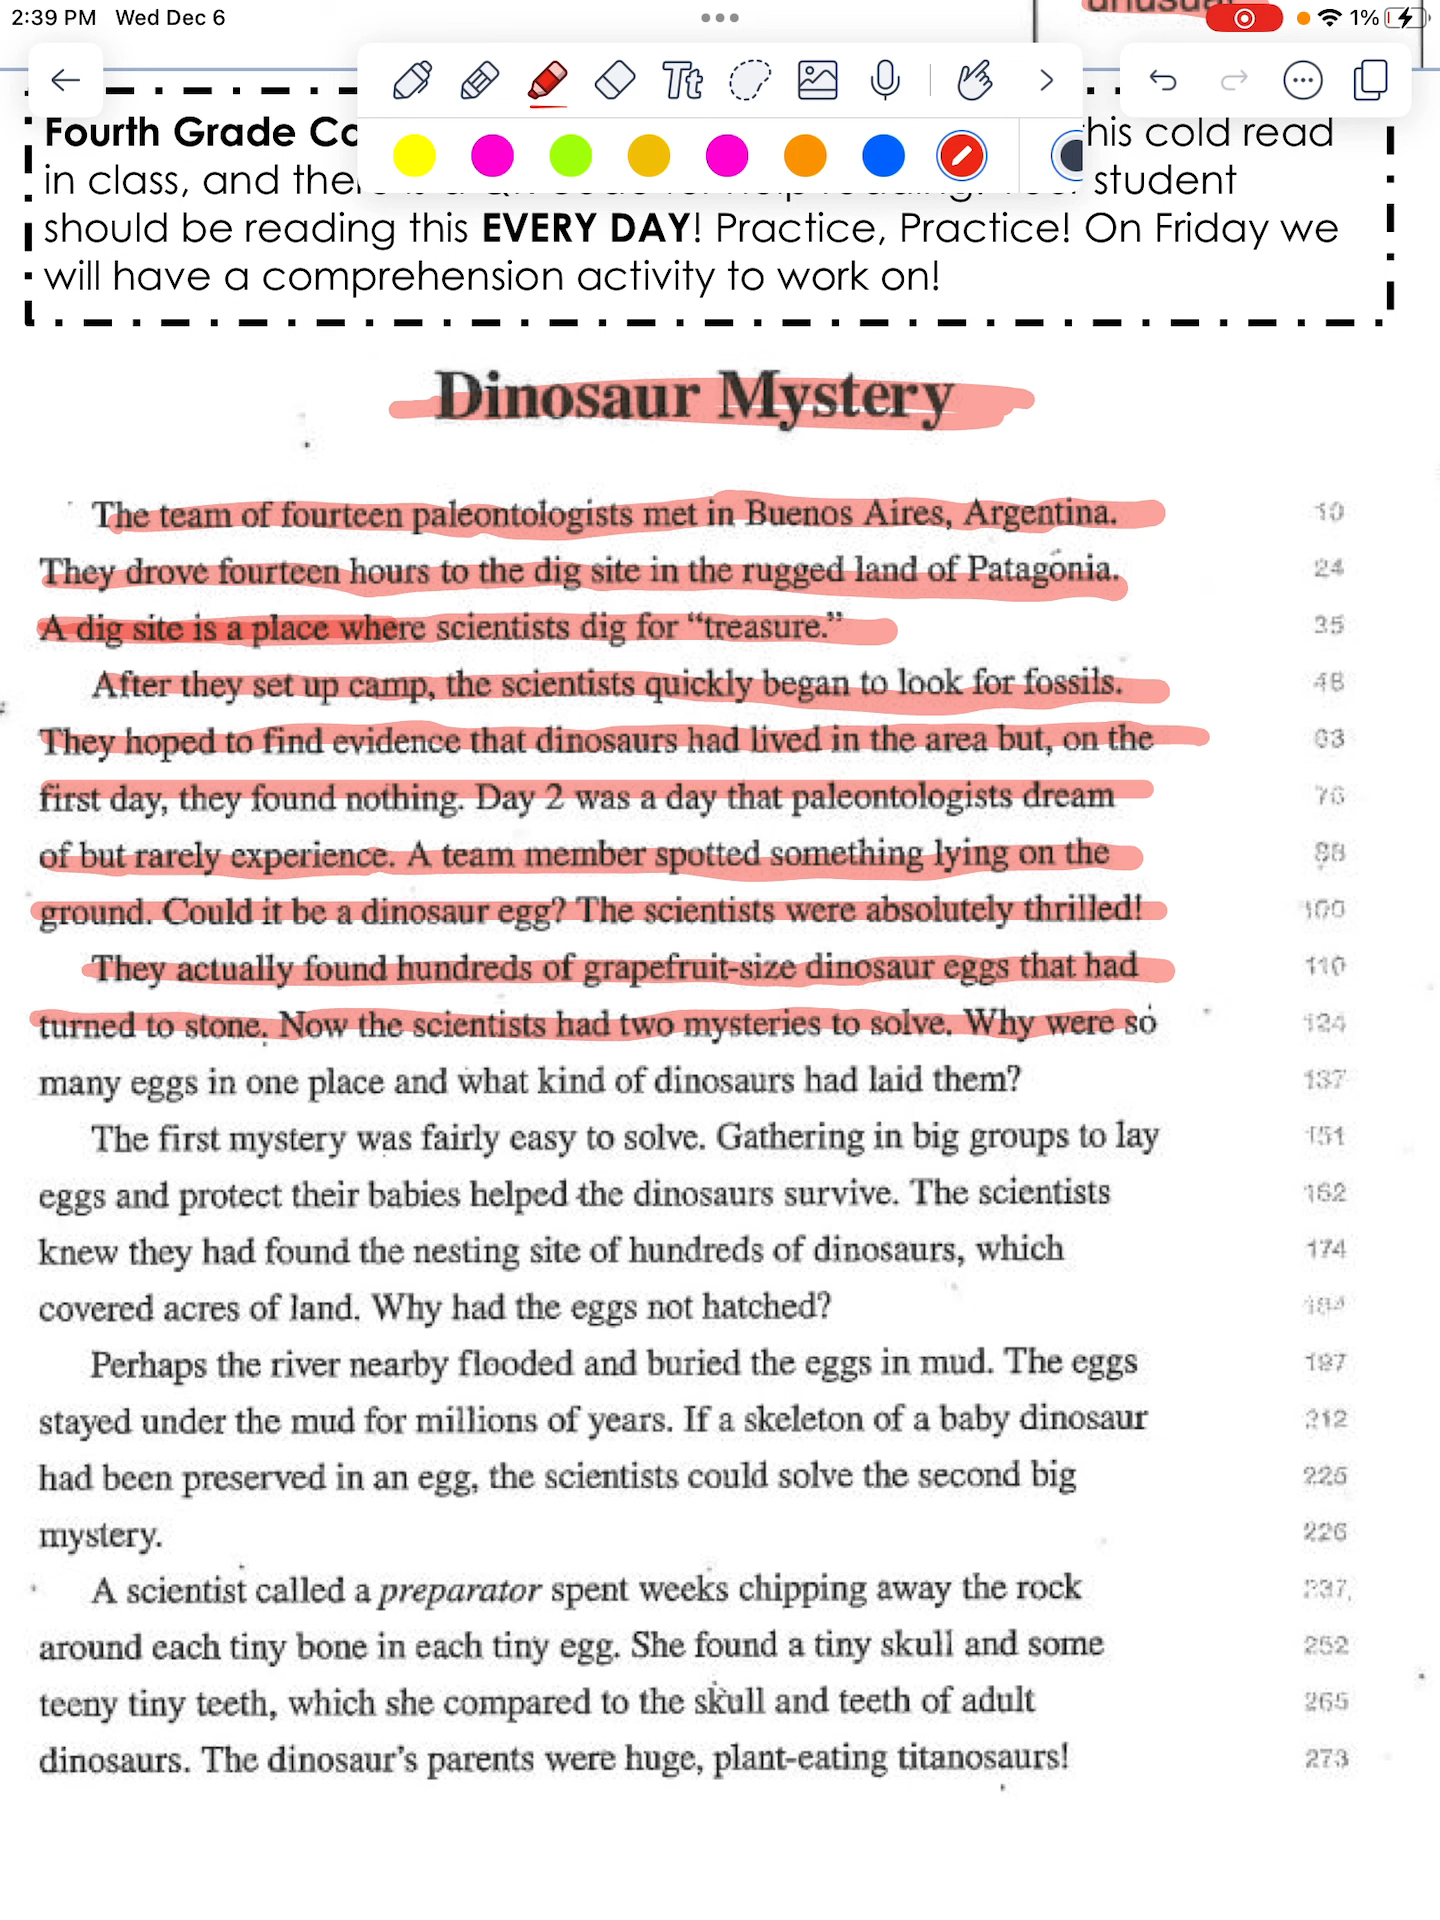 2:39 PM Wed Dec 6
1%
Tt
Fourth Grade his cold read
in class, and student
should be reading this EVERY DAY! Practice, Practice! On Friday we
will have a comprehension activity to work on!
Dinosaur Mystery
The team of fourteen paleontologists met in Buenos Aires, Argentina. 10
They drove fourteen hours to the dig site in the rugged land of Patagonia. 24
A dig site is a place where scientists dig for “treasure.” 35
After they set up camp, the scientists quickly began to look for fossils. 48
They hoped to find evidence that dinosaurs had lived in the area but, on the 63
first day, they found nothing. Day 2 was a day that paleontologists dream 76
of but rarely experience. A team member spotted something lying on the 88
ground. Could it be a dinosaur egg? The scientists were absolutely thrilled! 100
They actually found hundreds of grapefruit-size dinosaur eggs that had 110
turned to stone. Now the scientists had two mysteries to solve. Why were so 124
many eggs in one place and what kind of dinosaurs had laid them? 137
The first mystery was fairly easy to solve. Gathering in big groups to lay 151
eggs and protect their babies helped the dinosaurs survive. The scientists 162
knew they had found the nesting site of hundreds of dinosaurs, which 174
covered acres of land. Why had the eggs not hatched? 184
Perhaps the river nearby flooded and buried the eggs in mud. The eggs 197
stayed under the mud for millions of years. If a skeleton of a baby dinosaur 212
had been preserved in an egg, the scientists could solve the second big 225
mystery. 226
A scientist called a preparator spent weeks chipping away the rock 237
around each tiny bone in each tiny egg. She found a tiny skull and some 252
teeny tiny teeth, which she compared to the skull and teeth of adult 265
dinosaurs. The dinosaur’s parents were huge, plant-eating titanosaurs! 273